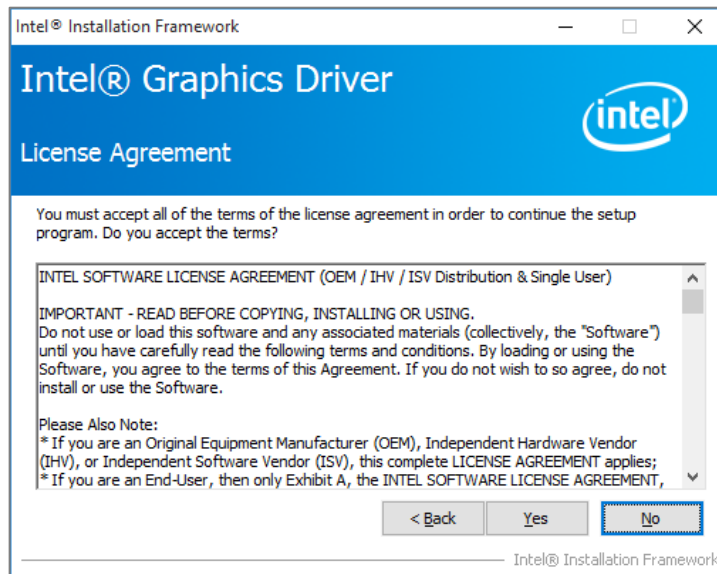 Intel® Installation Framework
Intel® Graphics Driver
intel
License Agreement
You must accept all of the terms of the license agreement in order to continue the setup
program. Do you accept the terms?
INTEL SOFTWARE LICENSE AGREEMENT (OEM / IHV / ISV Distribution & Single User)
IMPORTANT - READ BEFORE COPYING, INSTALLING OR USING.
Do not use or load this software and any associated materials (collectively, the "Software")
until you have carefully read the following terms and conditions. By loading or using the
Software, you agree to the terms of this Agreement. If you do not wish to so agree, do not
install or use the Software.
Please Also Note:
* If you are an Original Equipment Manufacturer (OEM), Independent Hardware Vendor
(IHV), or Independent Software Vendor (ISV), this complete LICENSE AGREEMENT applies;
* If you are an End-User, then only Exhibit A, the INTEL SOFTWARE LICENSE AGREEMENT,
< Back
Yes
No
Intel® Installation Framework